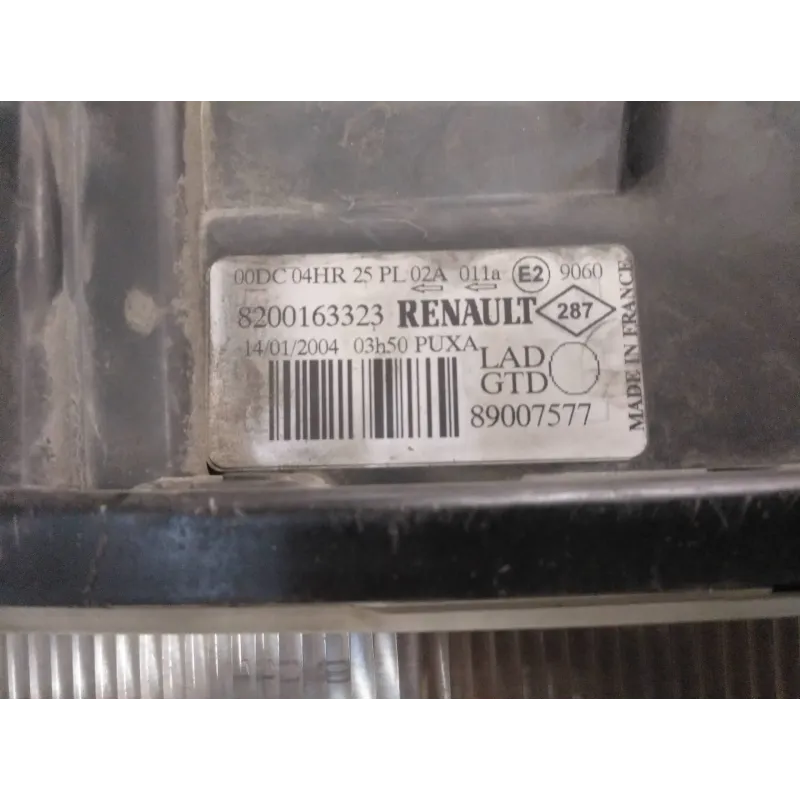 00DC 04HR 25 PL 02A 011a E2 9060
8200163323 RENAULT 287
14/01/2004 03h50 PUXA LAD
GTD
89007577
MADE IN FRANCE